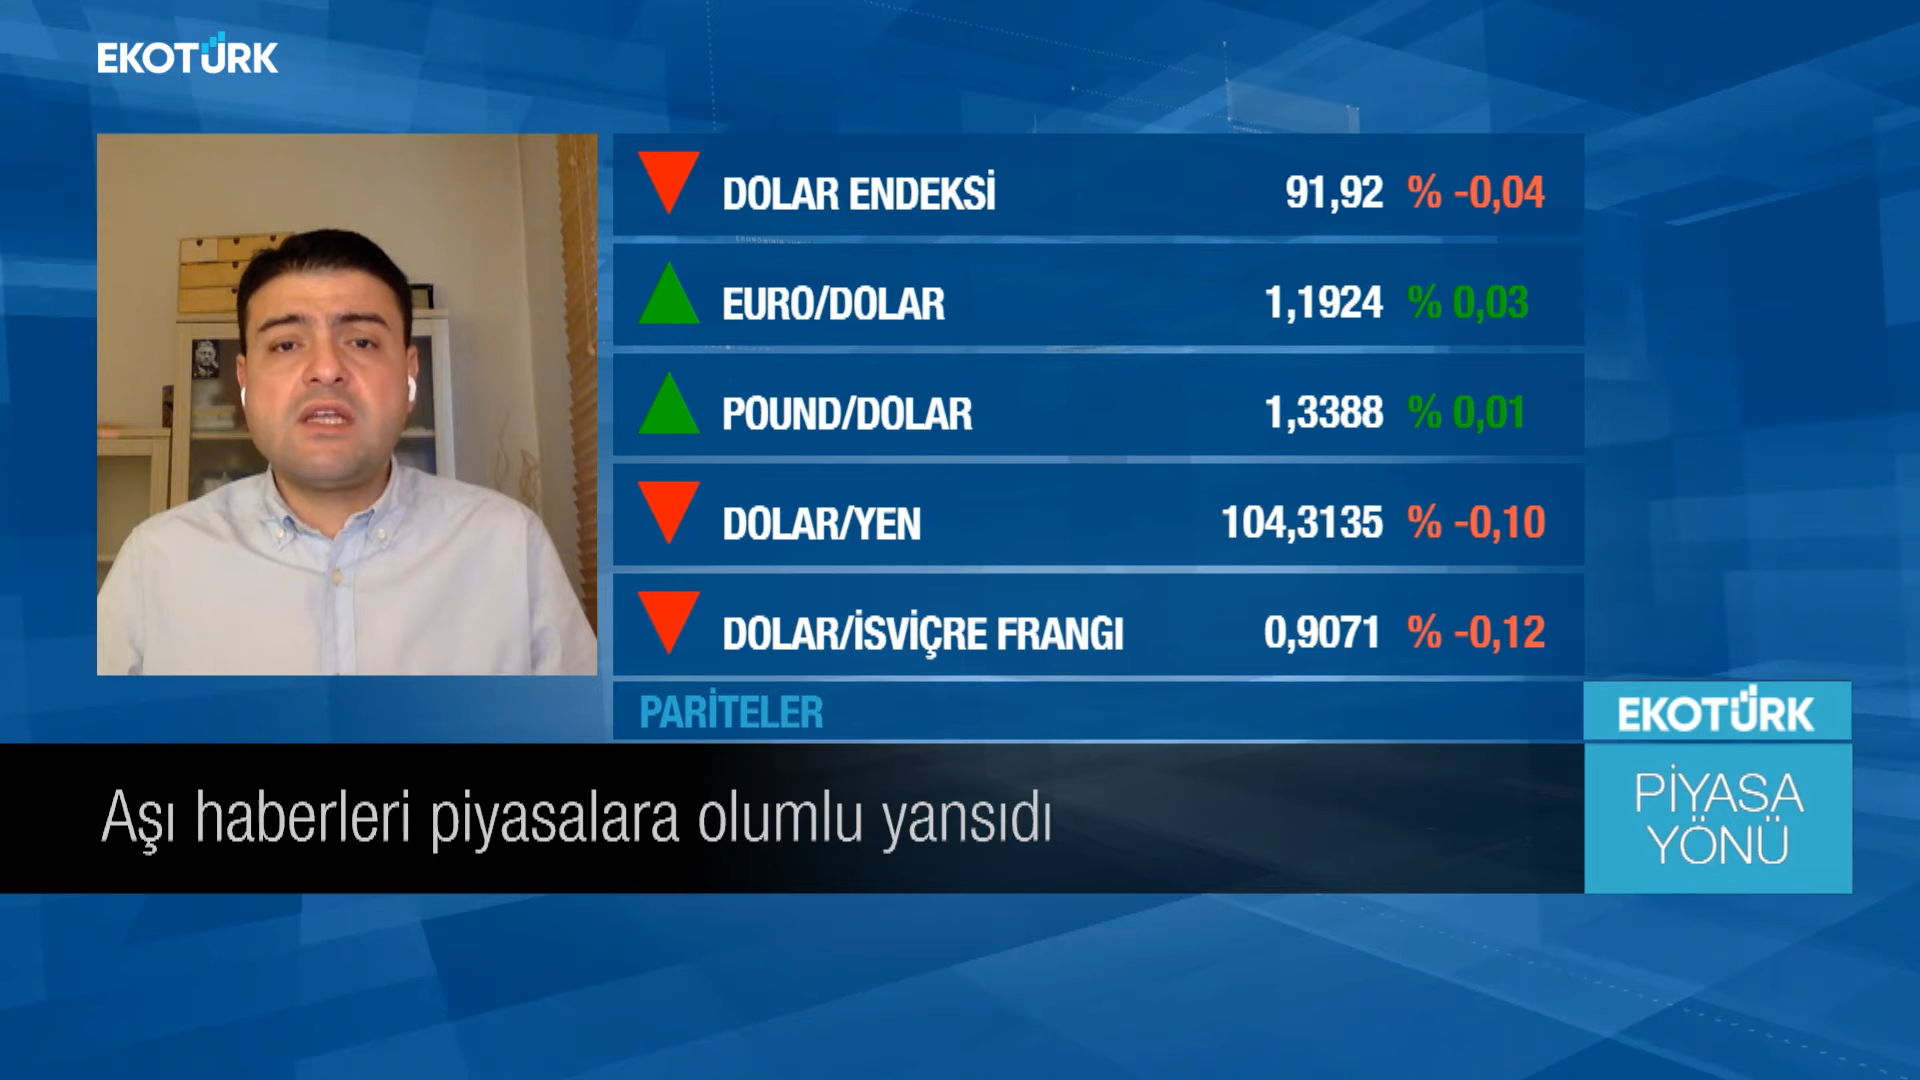 EKOTÜRK
DOLAR ENDEKSİ 91,92 % -0,04
EURO/DOLAR 1,1924 % 0,03
POUND/DOLAR 1,3388 % 0,01
DOLAR/YEN 104,3135 % -0,10
DOLAR/İSVİÇRE FRANGI 0,9071 % -0,12
PARİTELER
EKOTÜRK
Aşı haberleri piyasalara olumlu yansıdı
PİYASA
YÖNÜ